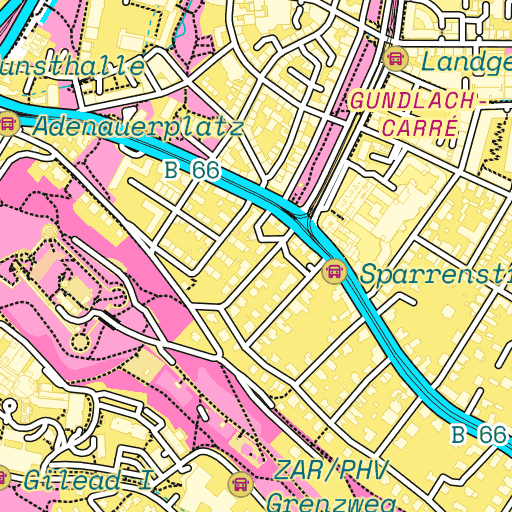 unsthalle
Landge
GUNDLACH-
CARRÉ
Adenauerplatz
B 66
Sparrenst
B 66
Gilead I
ZAR/PHV
Grenzweg